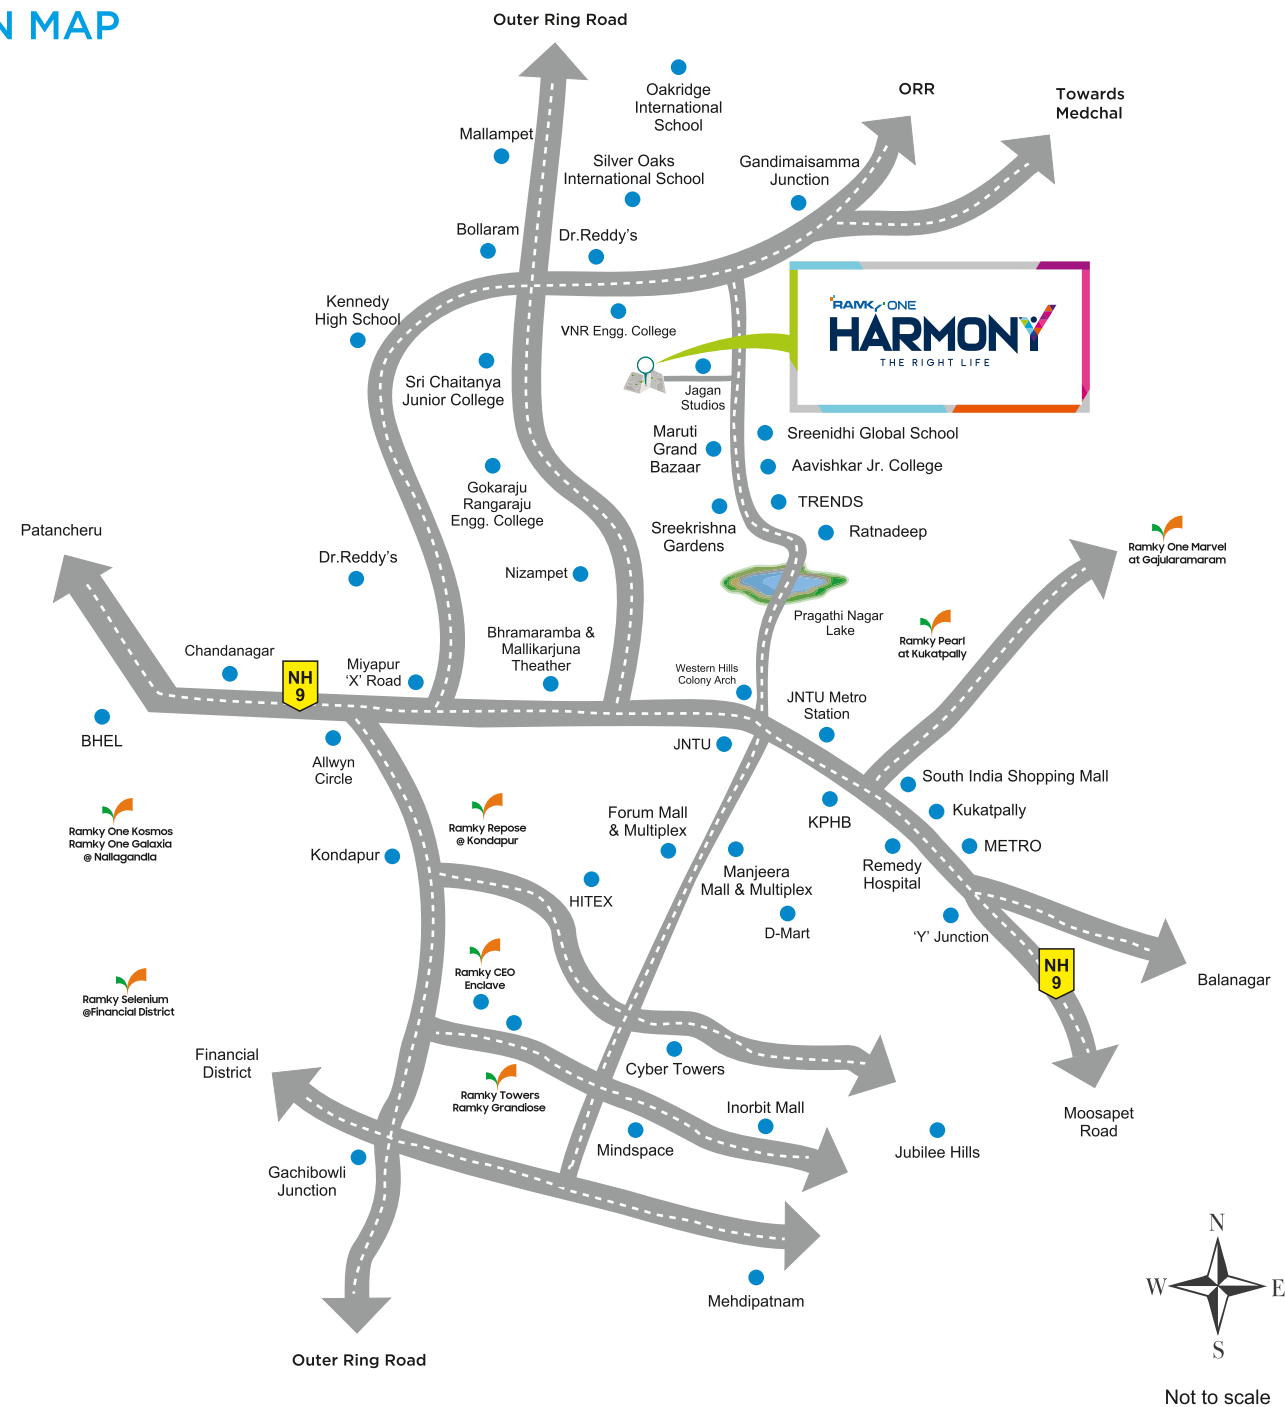 N MAP
Outer Ring Road
Oakridge
International
School
ORR
Towards
Medchal
Mallampet
Silver Oaks
International School
Gandimaisamma
Junction
Bollaram
Dr.Reddy's
Kennedy
High School
VNR Engg. College
RAMKY ONE
HARMONY
THE RIGHT LIFE
Sri Chaitanya
Junior College
Jagan
Studios
Maruti
Grand
Bazaar
Sreenidhi Global School
Aavishkar Jr. College
Gokaraju
Rangaraju
Engg. College
TRENDS
Sreekrishna
Gardens
Ratnadeep
Patancheru
Ramky One Marvel
at Gajularamaram
Dr.Reddy's
Nizampet
Pragathi Nagar
Lake
Ramky Pearl
at Kukatpally
Bhramaramba &
Mallikarjuna
Theather
Chandanagar
NH
9
Miyapur
'X' Road
Western Hills
Colony Arch
JNTU Metro
Station
BHEL
Allwyn
Circle
JNTU
South India Shopping Mall
Ramky One Kosmos
Ramky One Galaxia
@ Nallagandla
Ramky Repose
@ Kondapur
Forum Mall
& Multiplex
KPHB
Kukatpally
METRO
Kondapur
Manjeera
Mall & Multiplex
Remedy
Hospital
HITEX
D-Mart
'Y' Junction
Ramky CEO
Enclave
NH
9
Balanagar
Ramky Selenium
@Financial District
Financial
District
Cyber Towers
Ramky Towers
Ramky Grandiose
Inorbit Mall
Moosapet
Road
Mindspace
Jubilee Hills
Gachibowli
Junction
Mehdipatnam
Outer Ring Road
N
W
E
S
Not to scale